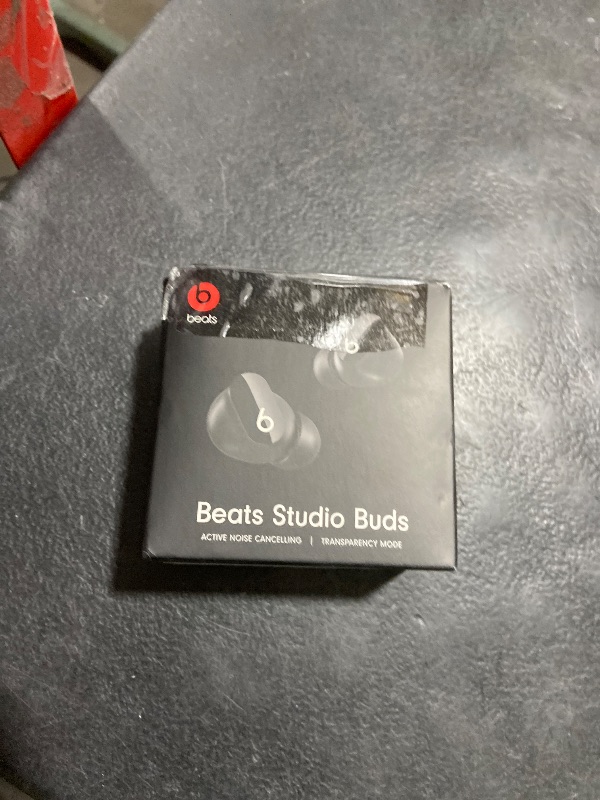 beats
Beats Studio Buds
ACTIVE NOISE CANCELLING | TRANSPARENCY MODE